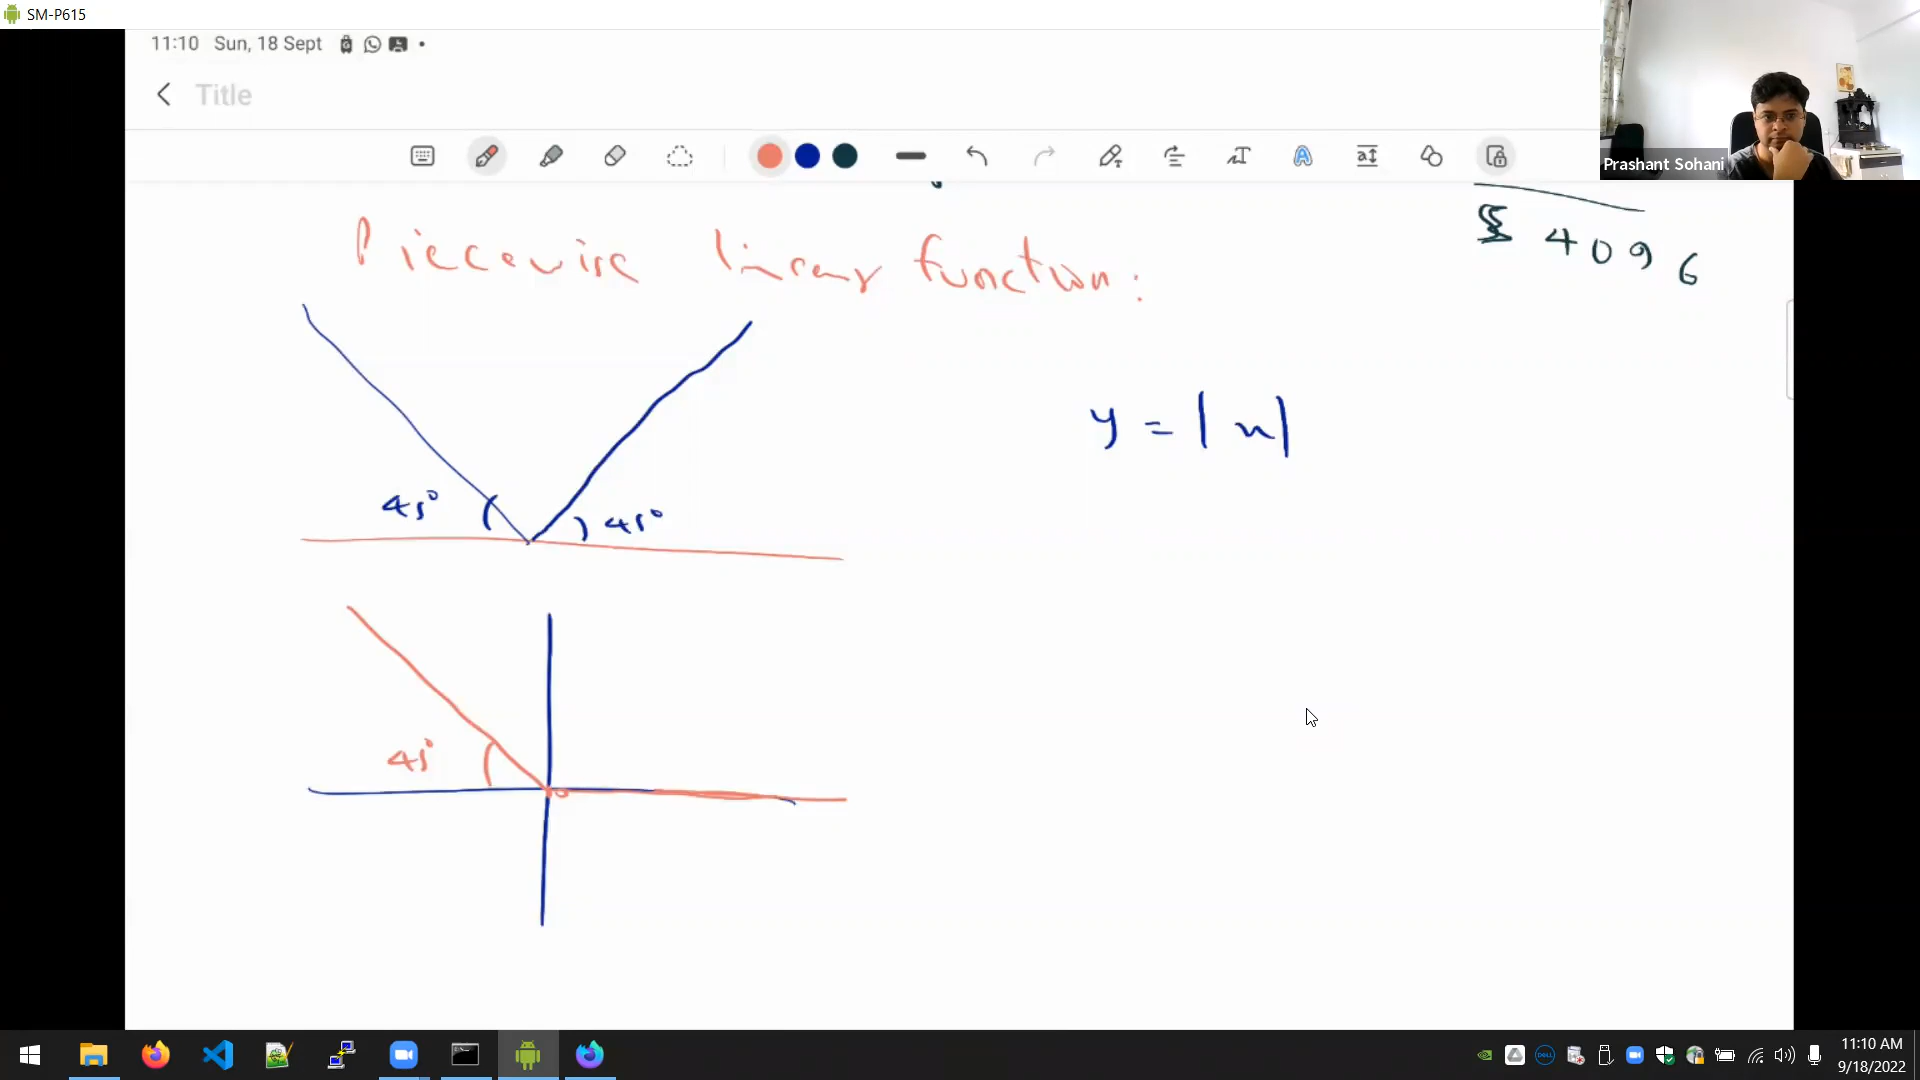 SM-P615
11:10 Sun, 18 Sept
Title
Prashant Sohani
4096
Piecewise linear function:
y = |x|
45° 45°
45°
11:10 AM
9/18/2022